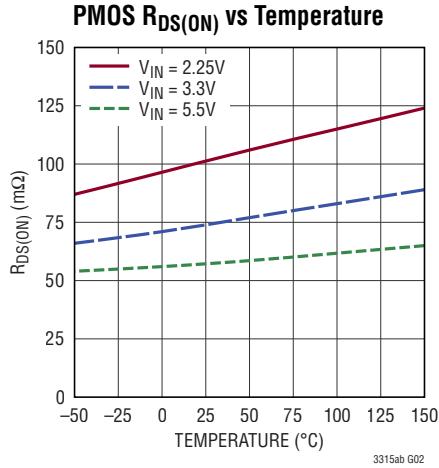 PMOS RDS(ON) vs Temperature
150
125
100
75
50
25
0
RDS(ON) (mΩ)
VIN = 2.25V
VIN = 3.3V
VIN = 5.5V
–50 –25 0 25 50 75 100 125 150
TEMPERATURE (°C)
3315ab G02